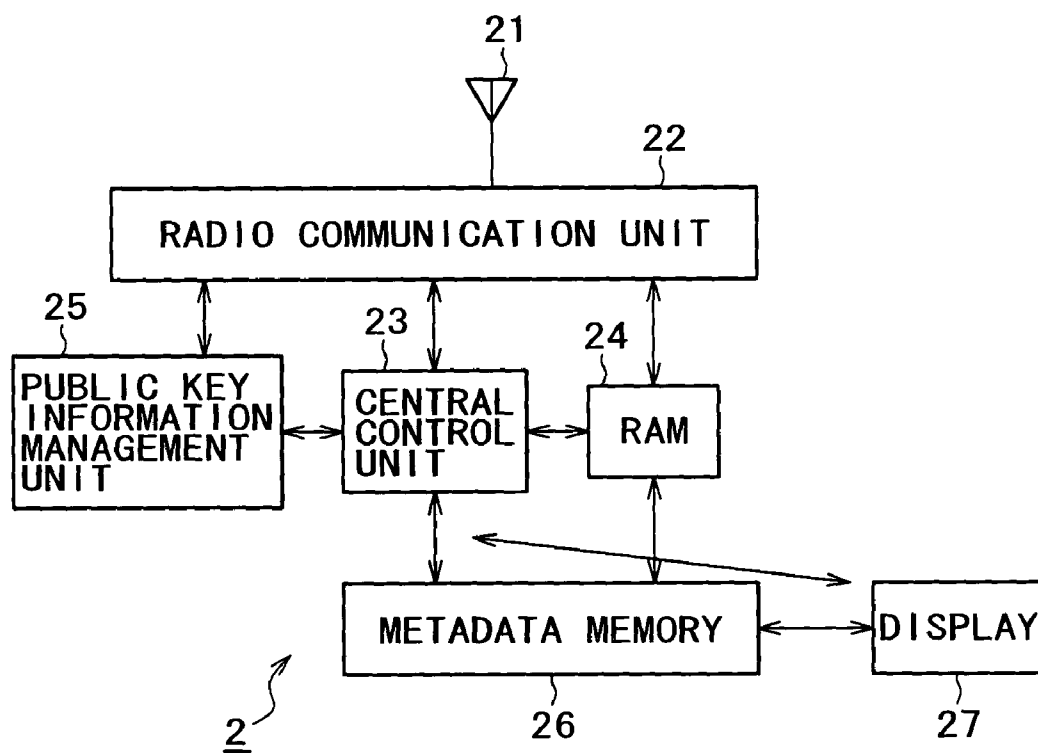 21
22
RADIO COMMUNICATION UNIT
25
23
24
PUBLIC KEY
INFORMATION
MANAGEMENT
UNIT
CENTRAL
CONTROL
UNIT
RAM
METADATA MEMORY
DISPLAY
2
26
27